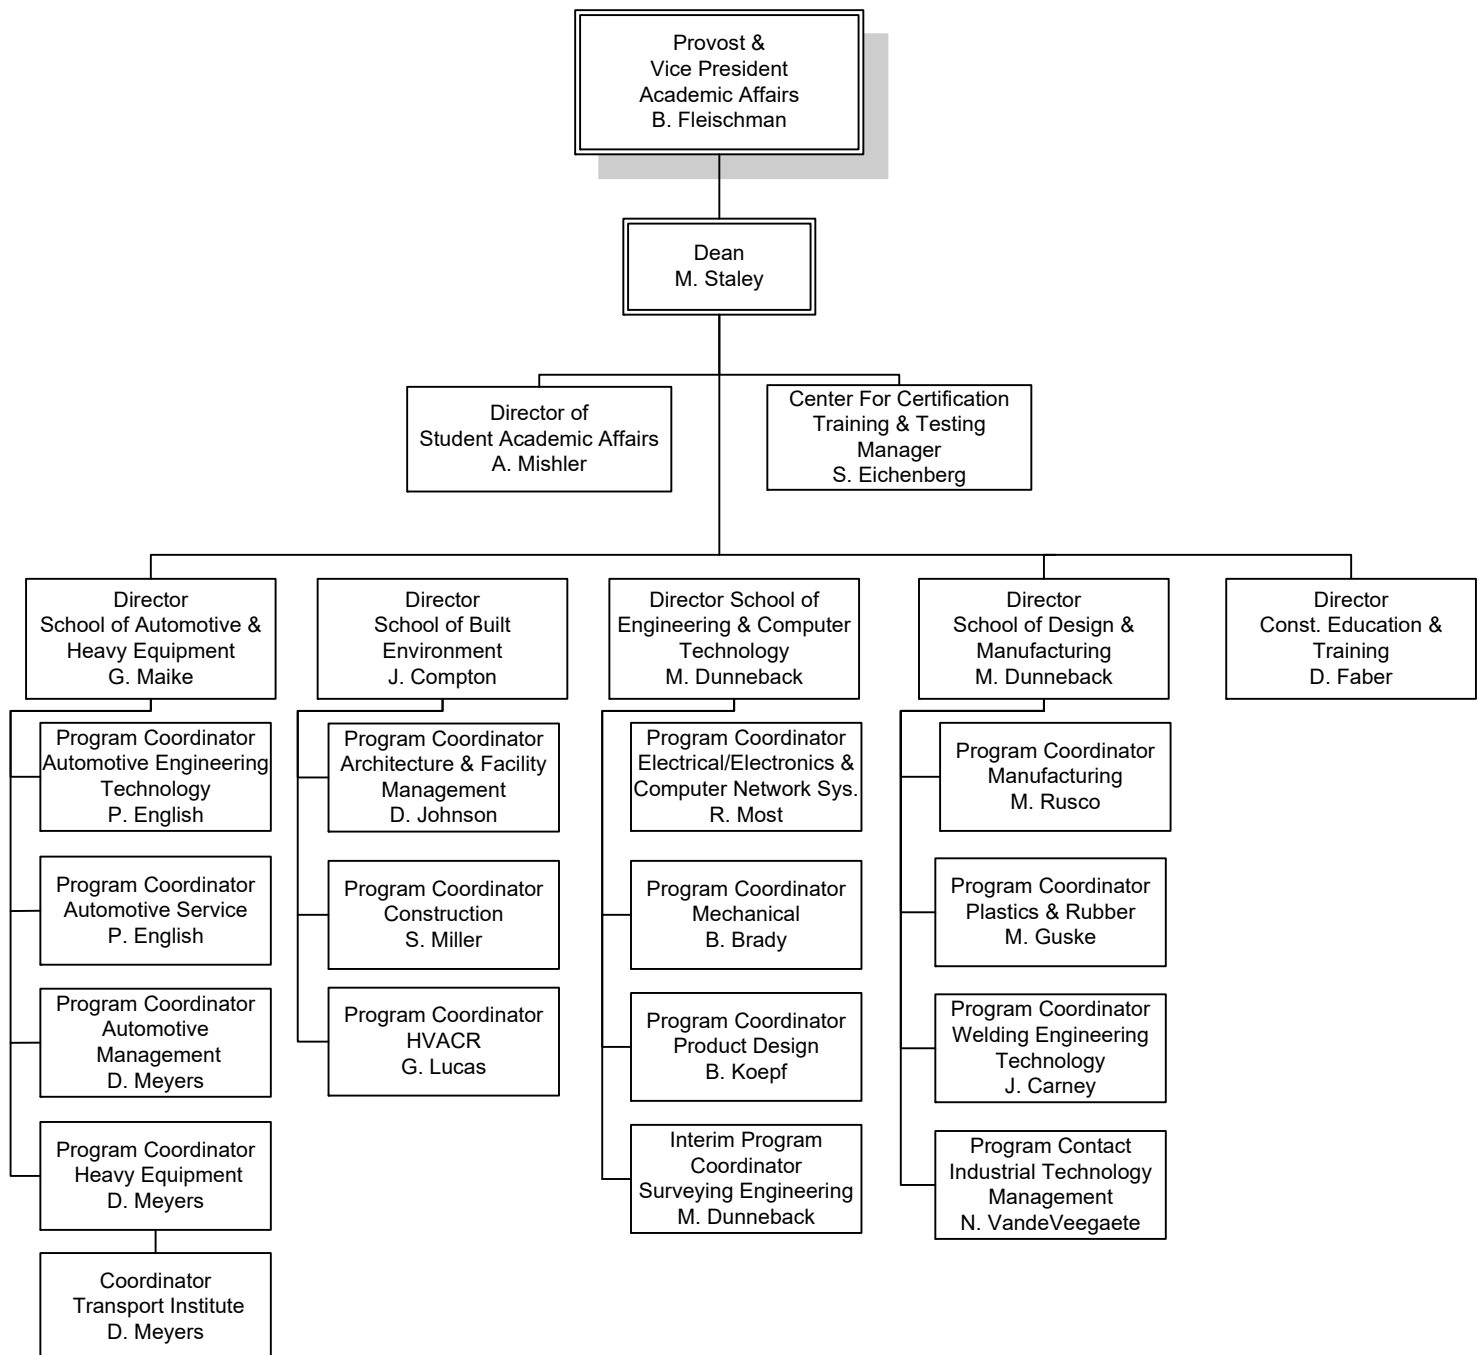 Provost &
Vice President
Academic Affairs
B. Fleischman
Dean
M. Staley
Director of
Student Academic Affairs
A. Mishler
Center For Certification
Training & Testing
Manager
S. Eichenberg
Director
School of Automotive &
Heavy Equipment
G. Maike
Director
School of Built
Environment
J. Compton
Director School of
Engineering & Computer
Technology
M. Dunneback
Director
School of Design &
Manufacturing
M. Dunneback
Director
Const. Education &
Training
D. Faber
Program Coordinator
Automotive Engineering
Technology
P. English
Program Coordinator
Automotive Service
P. English
Program Coordinator
Automotive
Management
D. Meyers
Program Coordinator
Heavy Equipment
D. Meyers
Coordinator
Transport Institute
D. Meyers
Program Coordinator
Architecture & Facility
Management
D. Johnson
Program Coordinator
Construction
S. Miller
Program Coordinator
HVACR
G. Lucas
Program Coordinator
Electrical/Electronics &
Computer Network Sys.
R. Most
Program Coordinator
Mechanical
B. Brady
Program Coordinator
Product Design
B. Koepf
Interim Program
Coordinator
Surveying Engineering
M. Dunneback
Program Coordinator
Manufacturing
M. Rusco
Program Coordinator
Plastics & Rubber
M. Guske
Program Coordinator
Welding Engineering
Technology
J. Carney
Program Contact
Industrial Technology
Management
N. VandeVeegaete